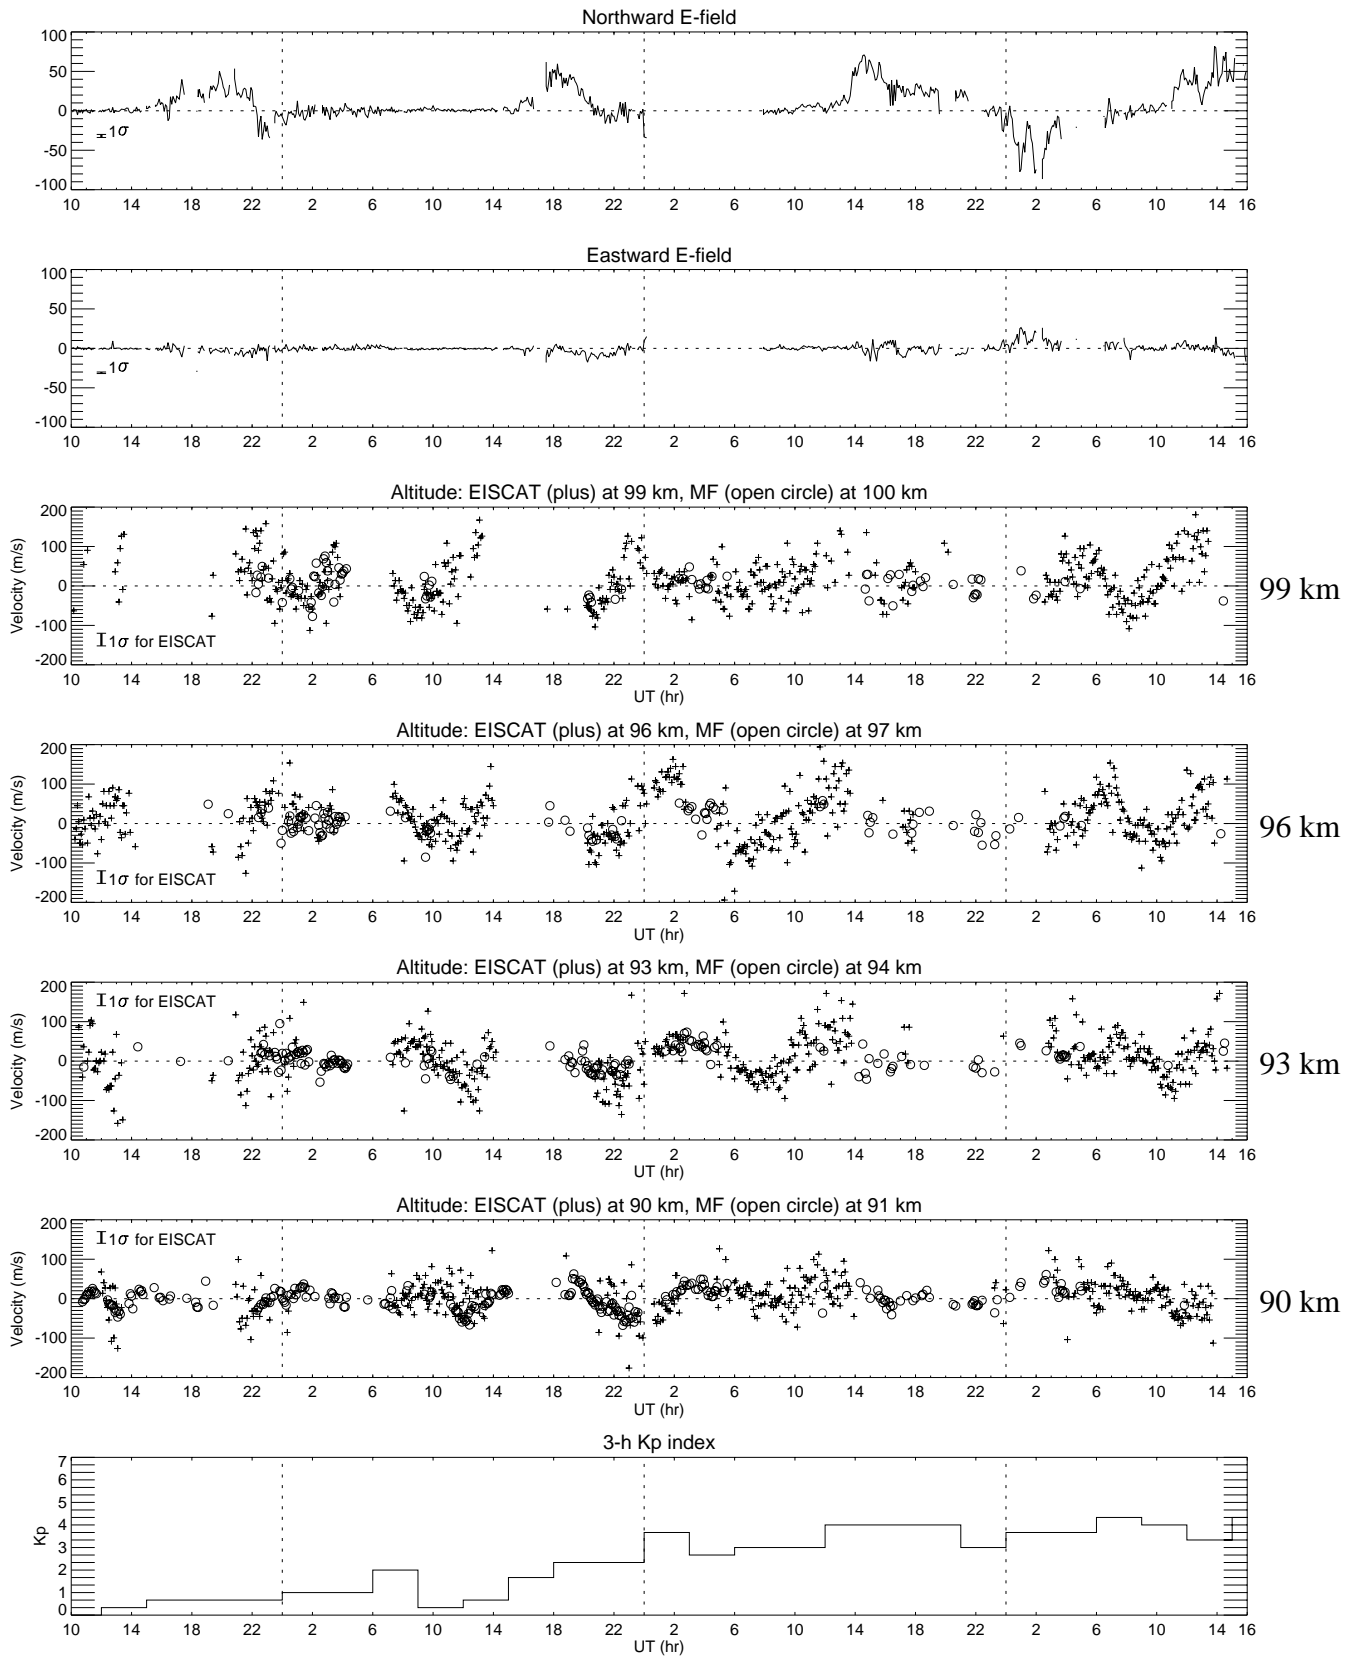 Northward E-field
100
50
0
-50
-100
1σ
10 14 18 22 2 6 10 14 18 22 2 6 10 14 18 22 2 6 10 14 16
Eastward E-field
100
50
0
-50
-100
1σ
10 14 18 22 2 6 10 14 18 22 2 6 10 14 18 22 2 6 10 14 16
Altitude: EISCAT (plus) at 99 km, MF (open circle) at 100 km
Velocity (m/s)
200
100
0
-100
-200
1σ for EISCAT
99 km
10 14 18 22 2 6 10 14 18 22 2 6 10 14 18 22 2 6 10 14 16
UT (hr)
Altitude: EISCAT (plus) at 96 km, MF (open circle) at 97 km
Velocity (m/s)
200
100
0
-100
-200
1σ for EISCAT
96 km
10 14 18 22 2 6 10 14 18 22 2 6 10 14 18 22 2 6 10 14 16
UT (hr)
Altitude: EISCAT (plus) at 93 km, MF (open circle) at 94 km
Velocity (m/s)
200
100
0
-100
-200
1σ for EISCAT
93 km
10 14 18 22 2 6 10 14 18 22 2 6 10 14 18 22 2 6 10 14 16
UT (hr)
Altitude: EISCAT (plus) at 90 km, MF (open circle) at 91 km
Velocity (m/s)
200
100
0
-100
-200
1σ for EISCAT
90 km
10 14 18 22 2 6 10 14 18 22 2 6 10 14 18 22 2 6 10 14 16
UT (hr)
3-h Kp index
Kp
7
6
5
4
3
2
1
0
10 14 18 22 2 6 10 14 18 22 2 6 10 14 18 22 2 6 10 14 16
UT (hr)